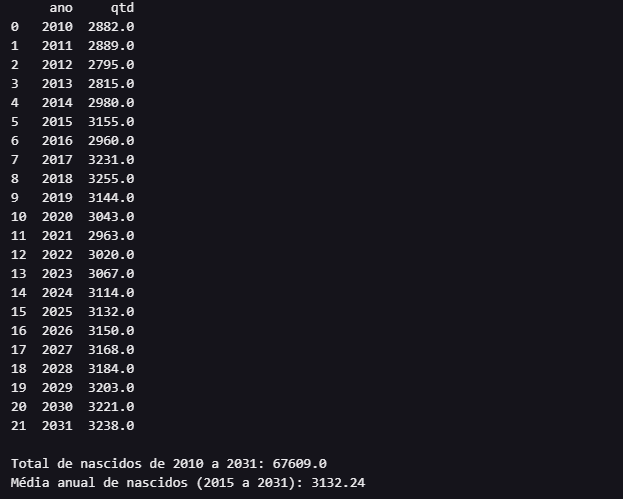 ano qtd
0 2010 2882.0
1 2011 2889.0
2 2012 2795.0
3 2013 2815.0
4 2014 2980.0
5 2015 3155.0
6 2016 2960.0
7 2017 3231.0
8 2018 3255.0
9 2019 3144.0
10 2020 3043.0
11 2021 2963.0
12 2022 3020.0
13 2023 3067.0
14 2024 3114.0
15 2025 3132.0
16 2026 3150.0
17 2027 3168.0
18 2028 3184.0
19 2029 3203.0
20 2030 3221.0
21 2031 3238.0
Total de nascidos de 2010 a 2031: 67609.0
Média anual de nascidos (2015 a 2031): 3132.24